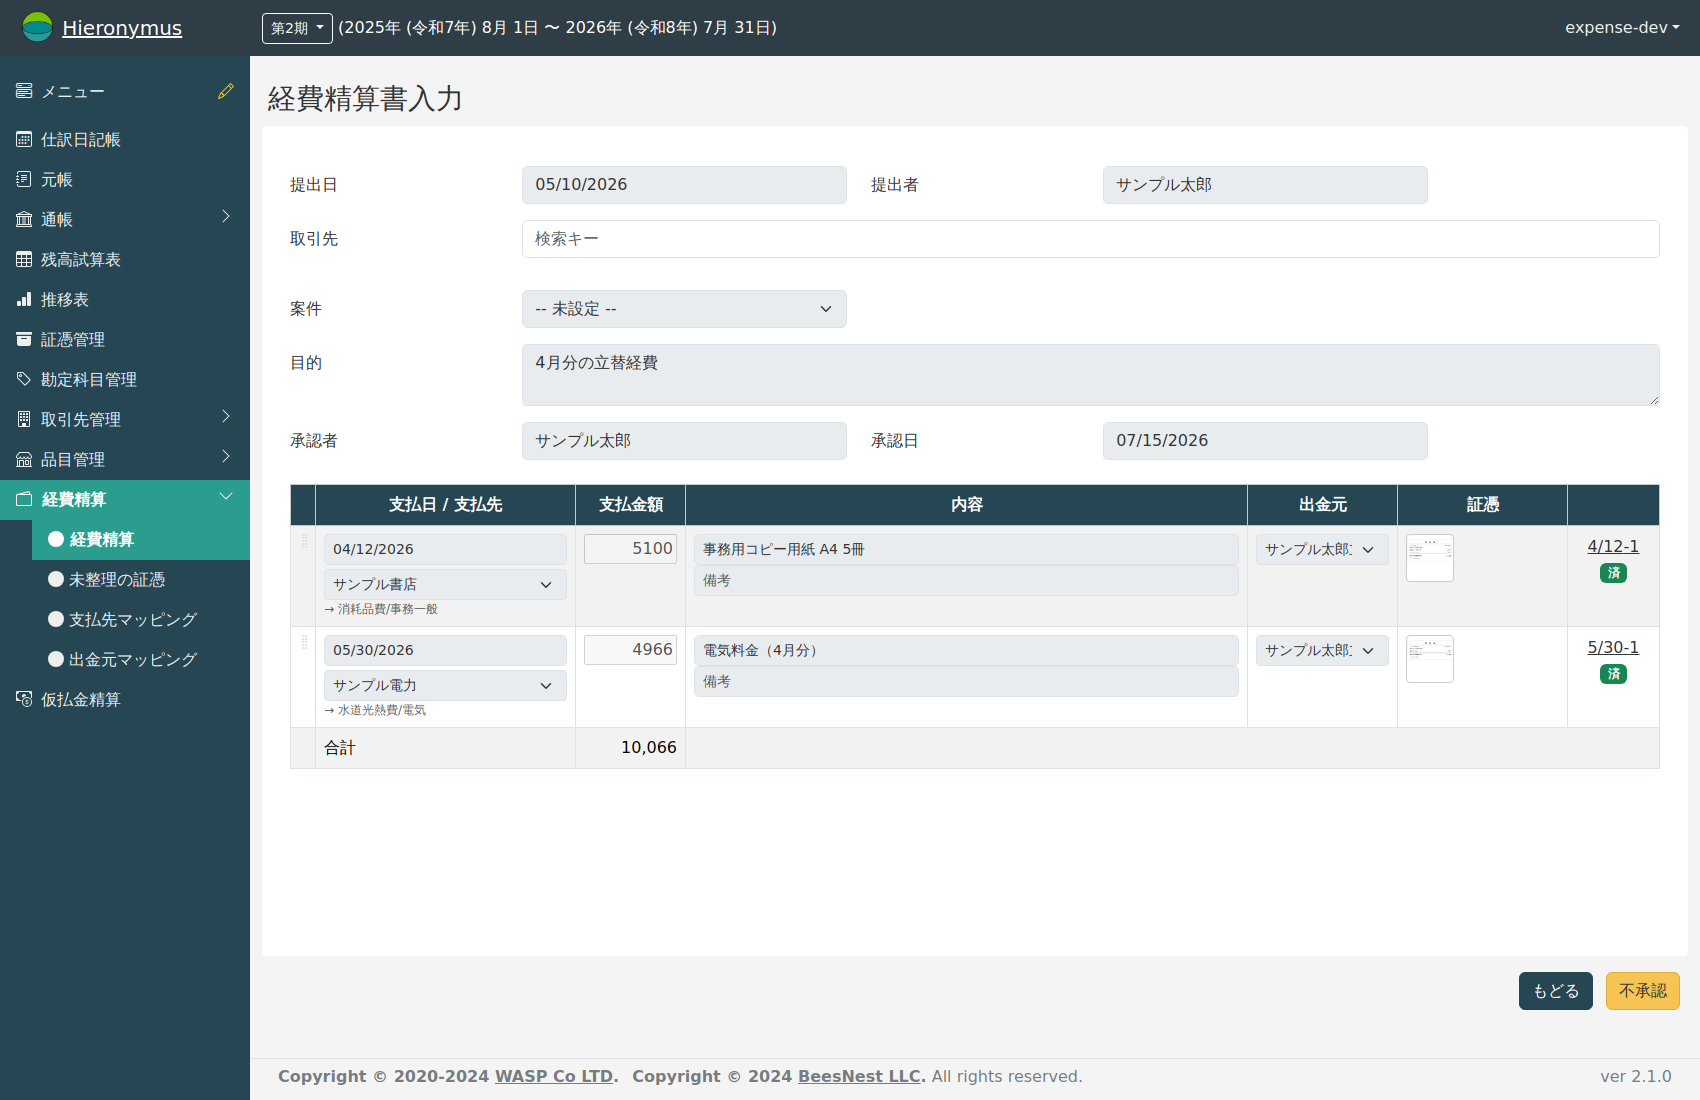 Hieronymus
第2期 (2025年 (令和7年) 8月 1日 〜 2026年 (令和8年) 7月 31日)
expense-dev
メニュー
仕訳日記帳
元帳
通帳
残高試算表
推移表
証憑管理
勘定科目管理
取引先管理
品目管理
経費精算
経費精算
未整理の証憑
支払先マッピング
出金元マッピング
仮払金精算
経費精算書入力
提出日 05/10/2026 提出者 サンプル太郎
取引先 検索キー
案件 -- 未設定 --
目的 4月分の立替経費
承認者 サンプル太郎 承認日 07/15/2026
支払日 / 支払先 支払金額 内容 出金元 証憑
04/12/2026 5100 事務用コピー用紙 A4 5冊 サンプル太郎 4/12-1
サンプル書店 備考 済
→ 消耗品費/事務一般
05/30/2026 4966 電気料金（4月分） サンプル太郎 5/30-1
サンプル電力 備考 済
→ 水道光熱費/電気
合計 10,066
もどる 不承認
Copyright © 2020-2024 WASP Co LTD. Copyright © 2024 BeesNest LLC. All rights reserved.
ver 2.1.0